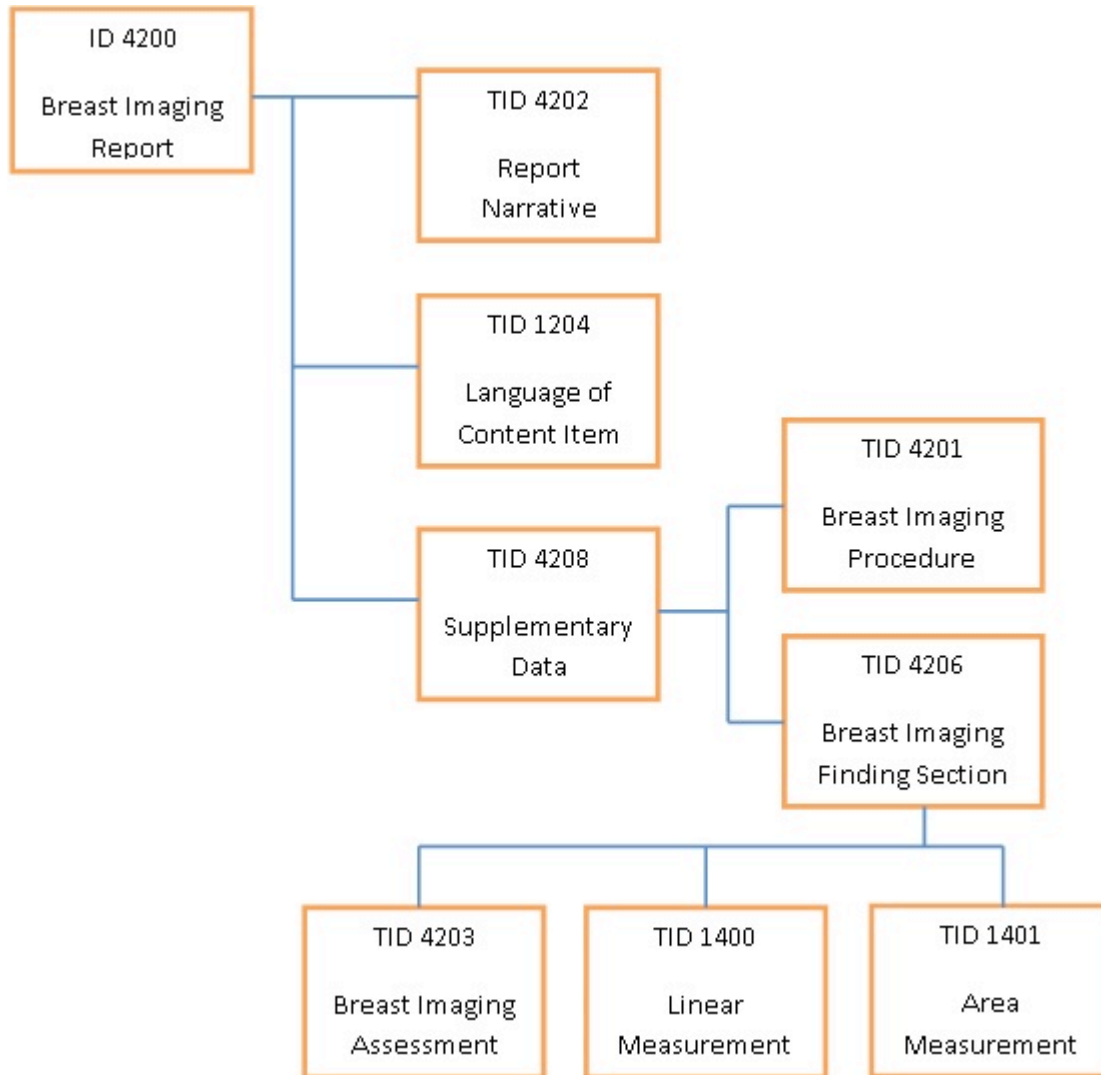 ID 4200
Breast Imaging
Report
TID 4202
Report
Narrative
TID 1204
Language of
Content Item
TID 4208
Supplementary
Data
TID 4201
Breast Imaging
Procedure
TID 4206
Breast Imaging
Finding Section
TID 4203
Breast Imaging
Assessment
TID 1400
Linear
Measurement
TID 1401
Area
Measurement